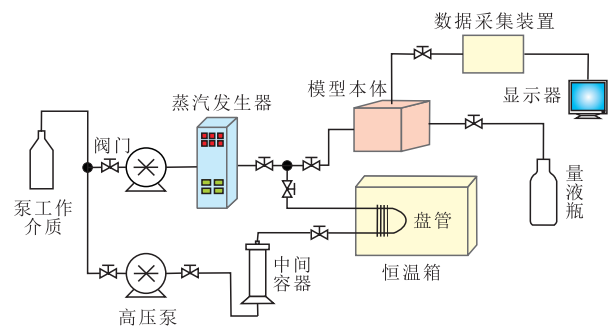 数据采集装置
模型本体
显示器
蒸汽发生器
阀门
量
液
瓶
泵工作
介质
盘管
中间
容器
恒温箱
高压泵